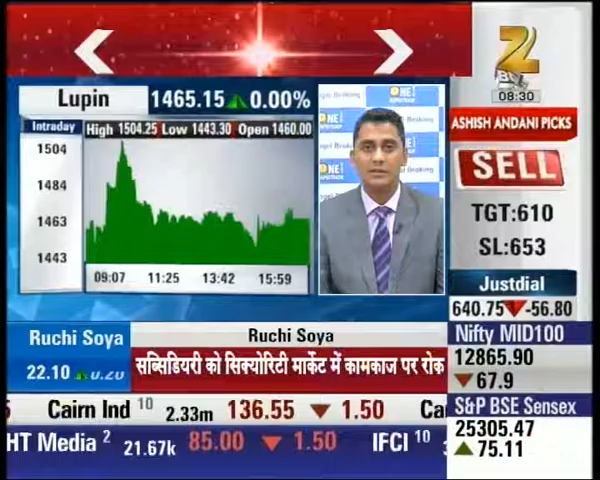 Z
08:30
Lupin
1465.15 0.00%
Intraday
High 1504.25 Low 1443.30 Open 1460.00
1504
1484
1463
1443
09:07 11:25 13:42 15:59
ASHISH ANDANI PICKS
SELL
TGT:610
SL:653
Justdial
640.75 -56.80
Nifty MID100
12865.90
67.9
S&P BSE Sensex
25305.47
75.11
Ruchi Soya
22.10 0.20
Ruchi Soya
सब्सिडियरी को सिक्योरिटी मार्केट में कामकाज पर रोक
Cairn Ind 10 2.33m 136.55 1.50
HT Media 2 21.67k 85.00 1.50 IFCI 10